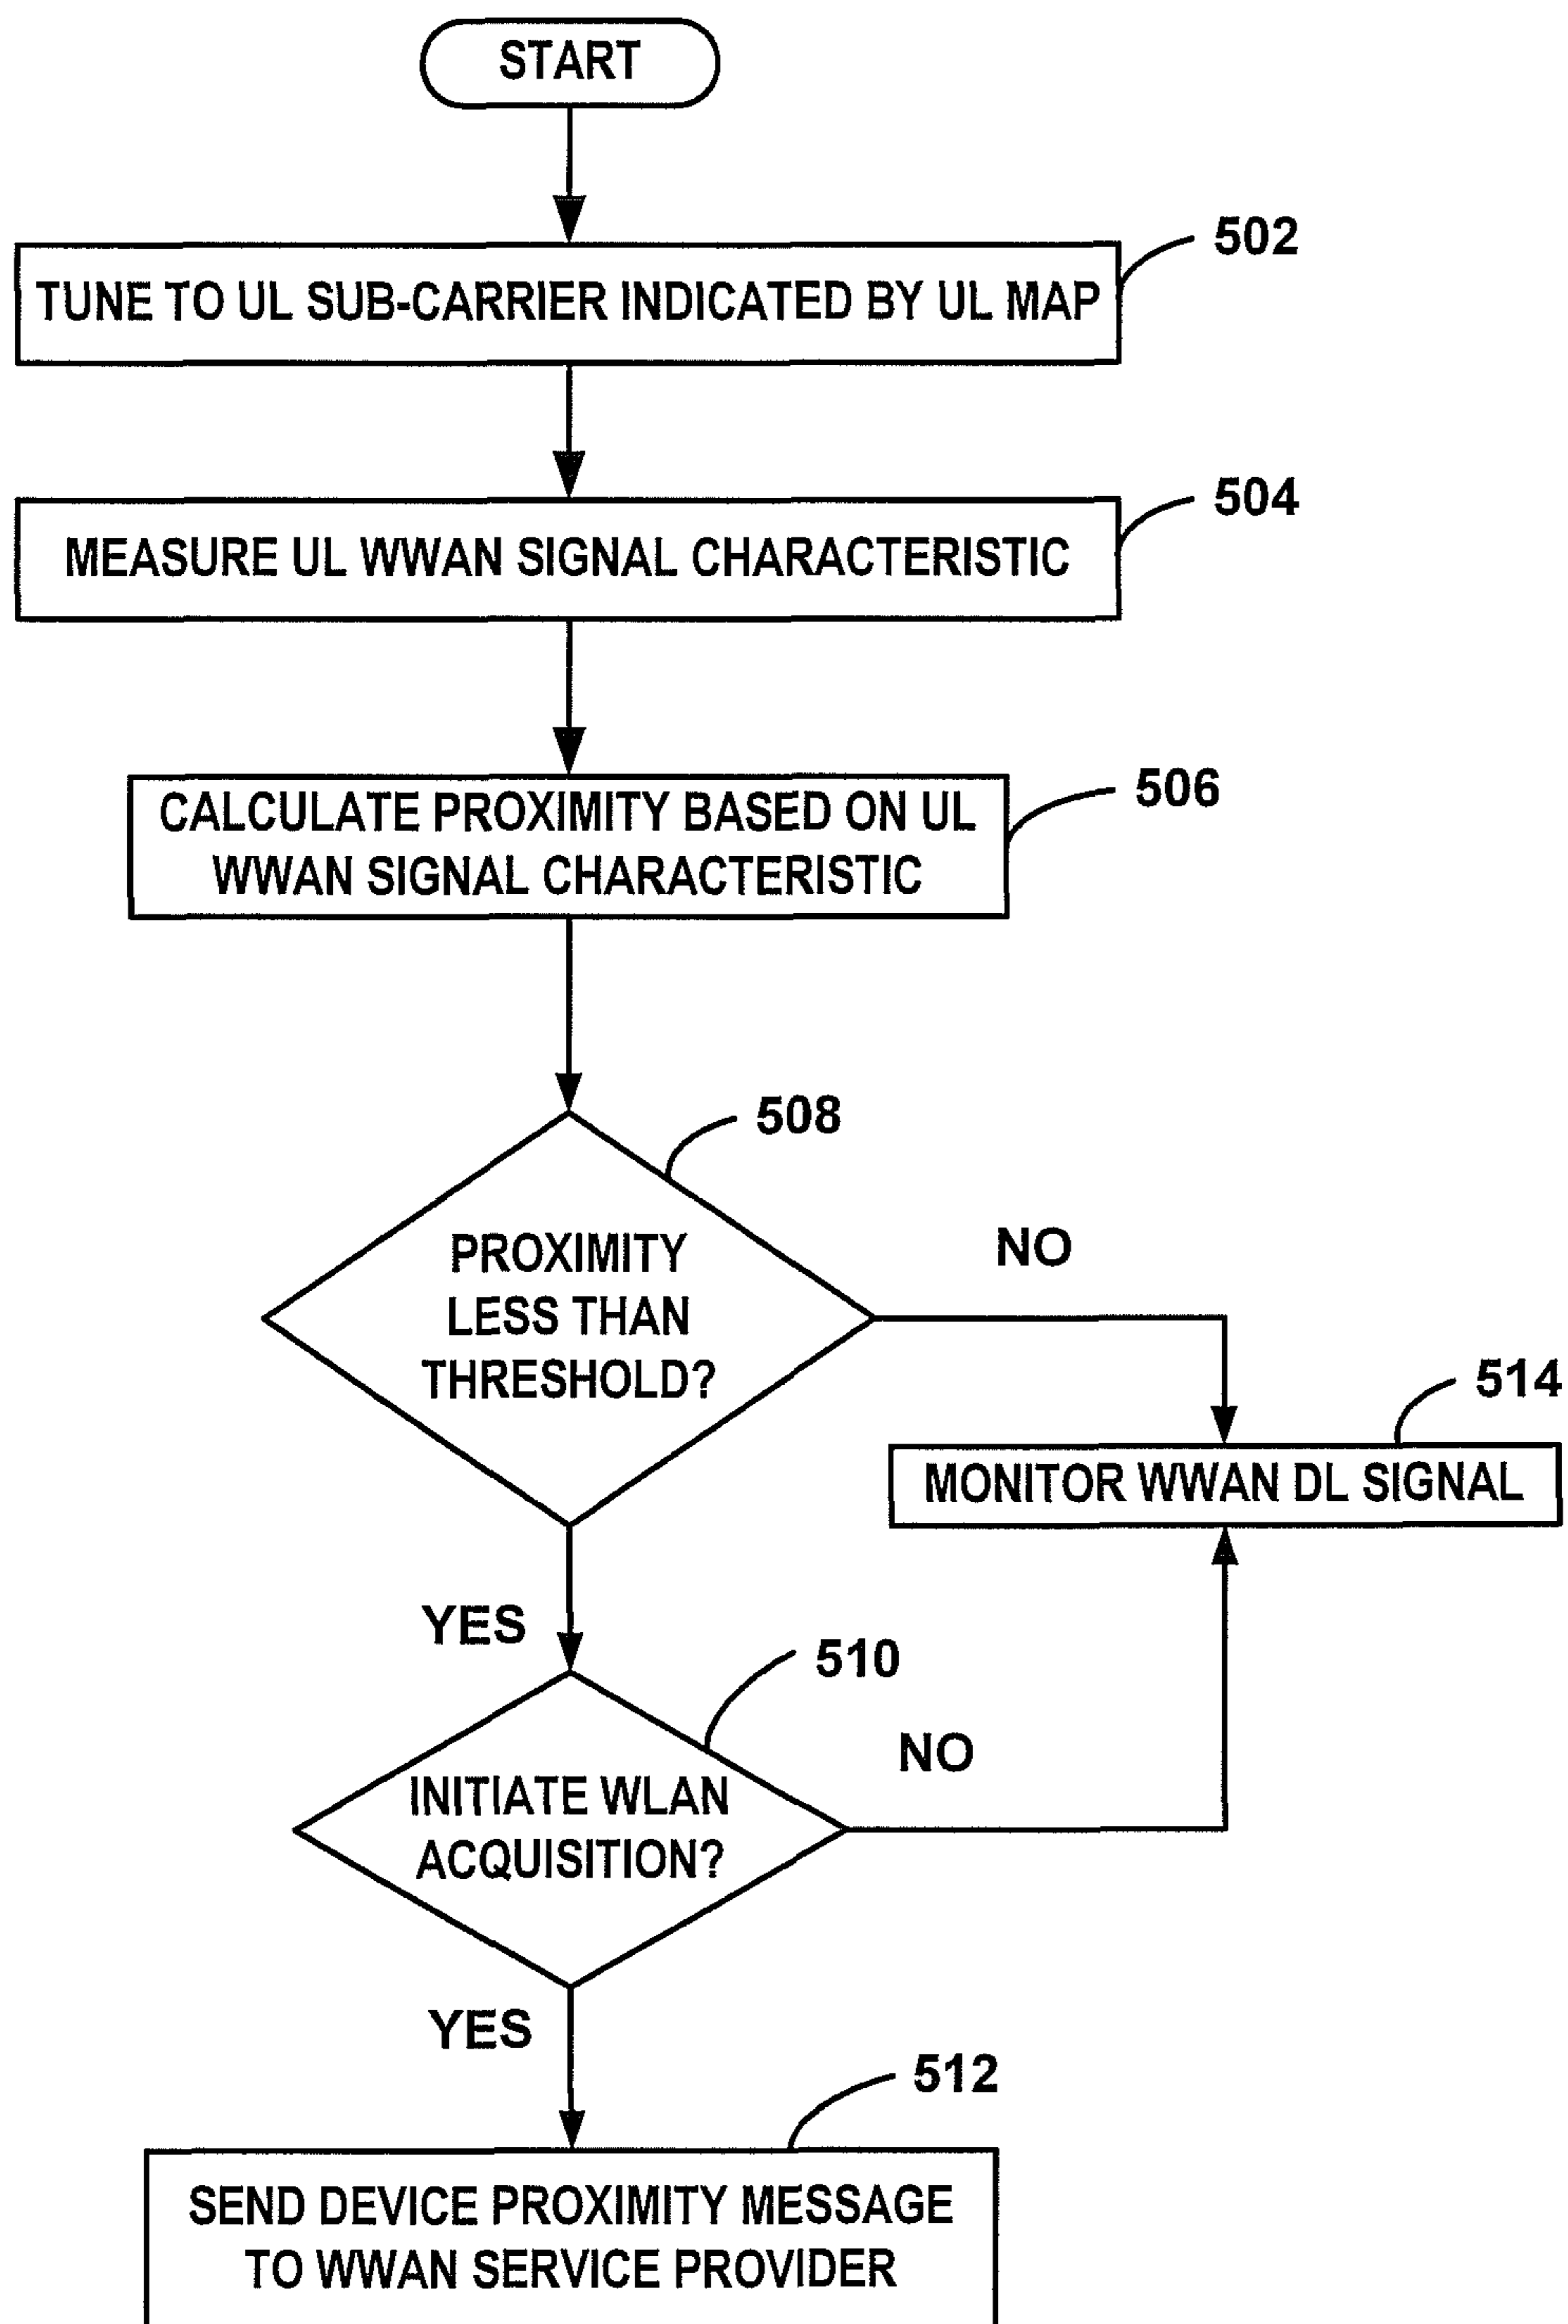 START
502
TUNE TO UL SUB-CARRIER INDICATED BY UL MAP
504
MEASURE UL WWAN SIGNAL CHARACTERISTIC
506
CALCULATE PROXIMITY BASED ON UL
WWAN SIGNAL CHARACTERISTIC
508
PROXIMITY
LESS THAN
THRESHOLD?
NO
514
MONITOR WWAN DL SIGNAL
YES
510
INITIATE WLAN
ACQUISITION?
NO
YES
512
SEND DEVICE PROXIMITY MESSAGE
TO WWAN SERVICE PROVIDER